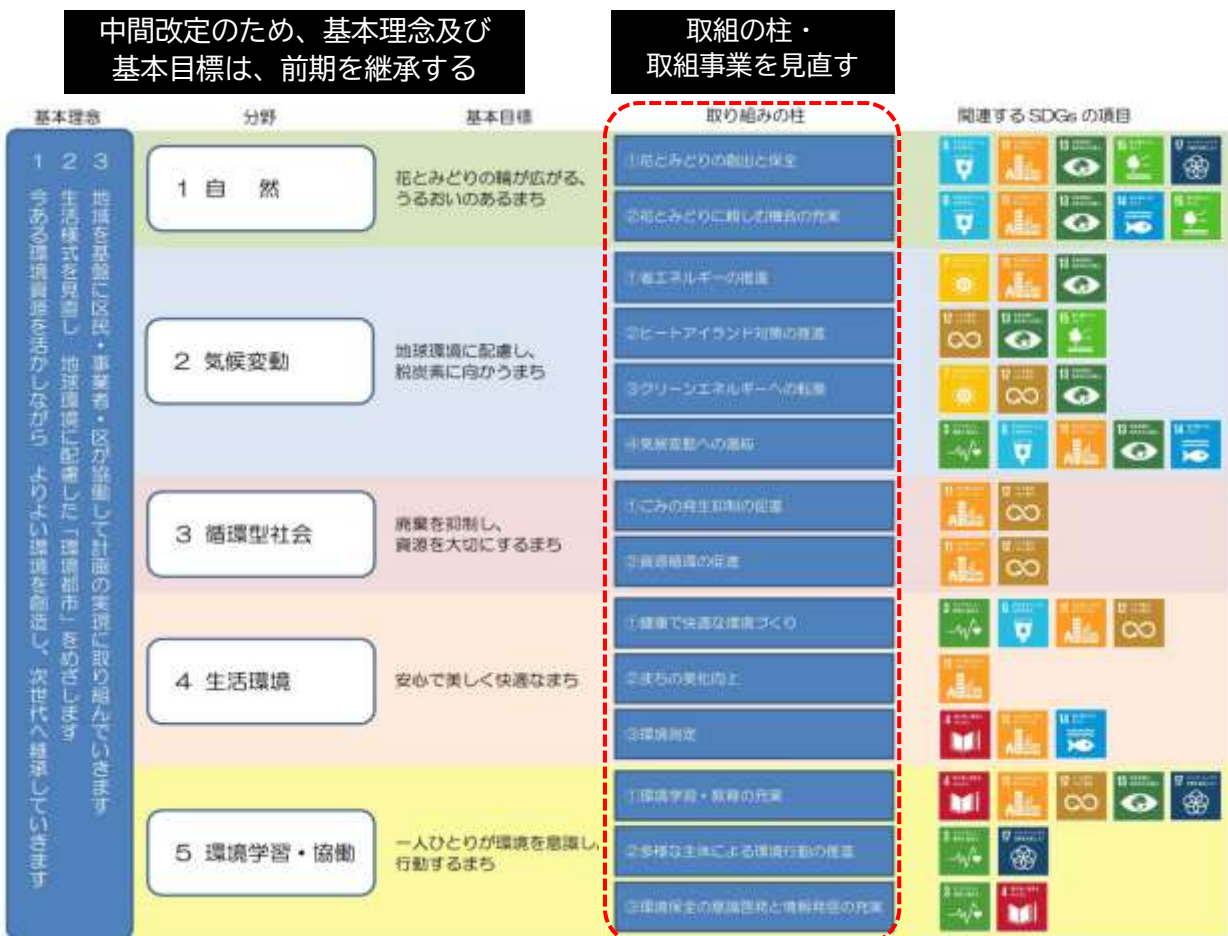 中間改定のため、基本理念及び
基本目標は、前期を継承する
取組の柱・
取組事業を見直す
基本理念
分野
基本目標
取り組みの柱
関連する SDGs の項目
3 地域を基盤に区民・事業者・区が協働して計画の実現に取り組んでいきます
2 生活様式を見直し 地球環境に配慮した「環境都市」をめざします
1 今ある環境資源を活かしながら よりよい環境を創造し、次世代へ継承していきます
1 自 然
花とみどりの輪が広がる、
うるおいのあるまち
①花とみどりの創出と保全
②花とみどりに親しむ機会の充実
2 気候変動
地球環境に配慮し、
脱炭素に向かうまち
①省エネルギーの推進
②ヒートアイランド対策の推進
③クリーンエネルギーへの転換
④気候変動への適応
3 循環型社会
廃棄を抑制し、
資源を大切にするまち
①ごみの発生抑制の促進
②資源循環の促進
4 生活環境
安心で美しく快適なまち
①健康で快適な環境づくり
②まちの美化向上
③環境測定
5 環境学習・協働
一人ひとりが環境を意識し、
行動するまち
①環境学習・教育の充実
②多様な主体による環境行動の推進
③環境保全の意識啓発と情報発信の充実